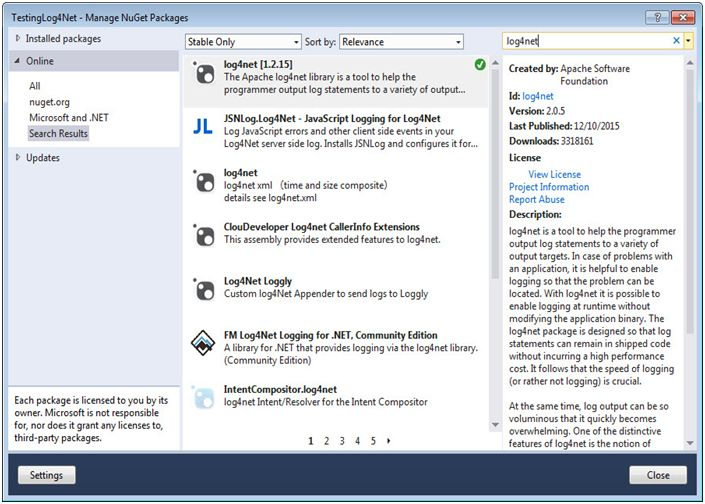 TestingLog4Net - Manage NuGet Packages
Installed packages
Online
All
nuget.org
Microsoft and .NET
Search Results
Updates
Each package is licensed to you by its
owner. Microsoft is not responsible
for, nor does it grant any licenses to,
third-party packages.
Stable Only
Sort by: Relevance
log4net [1.2.15]
The Apache log4net library is a tool to help the
programmer output log statements to a variety of output...
JL
JSNLog.Log4Net - JavaScript Logging for Log4Net
Log JavaScript errors and other client side events in your
Log4Net server side log. Installs JSNLog and configures it for...
log4net
log4net xml （time and size composite）
details see log4net.xml
ClouDeveloper Log4net CallerInfo Extensions
This assembly provides extended features to log4net.
Log4Net Loggly
Custom log4Net Appender to send logs to Loggly
FM Log4Net Logging for .NET, Community Edition
A library for .NET that provides logging via the log4net library.
(Community Edition)
IntentCompositor.log4net
log4net Intent/Resolver for the Intent Compositor
1 2 3 4 5
log4net
Created by: Apache Software
Foundation
Id: log4net
Version: 2.0.5
Last Published: 12/10/2015
Downloads: 3318161
License
View License
Project Information
Report Abuse
Description:
log4net is a tool to help the programmer
output log statements to a variety of
output targets. In case of problems with
an application, it is helpful to enable
logging so that the problem can be
located. With log4net it is possible to
enable logging at runtime without
modifying the application binary. The
log4net package is designed so that log
statements can remain in shipped code
without incurring a high performance
cost. It follows that the speed of logging
(or rather not logging) is crucial.
At the same time, log output can be so
voluminous that it quickly becomes
overwhelming. One of the distinctive
features of log4net is the notion of
Settings
Close